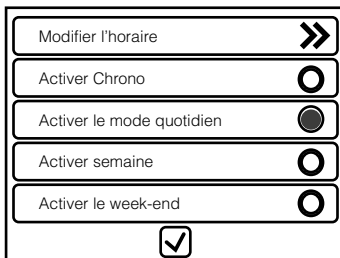 Modifier l'horaire
Activer Chrono
Activer le mode quotidien
Activer semaine
Activer le week-end